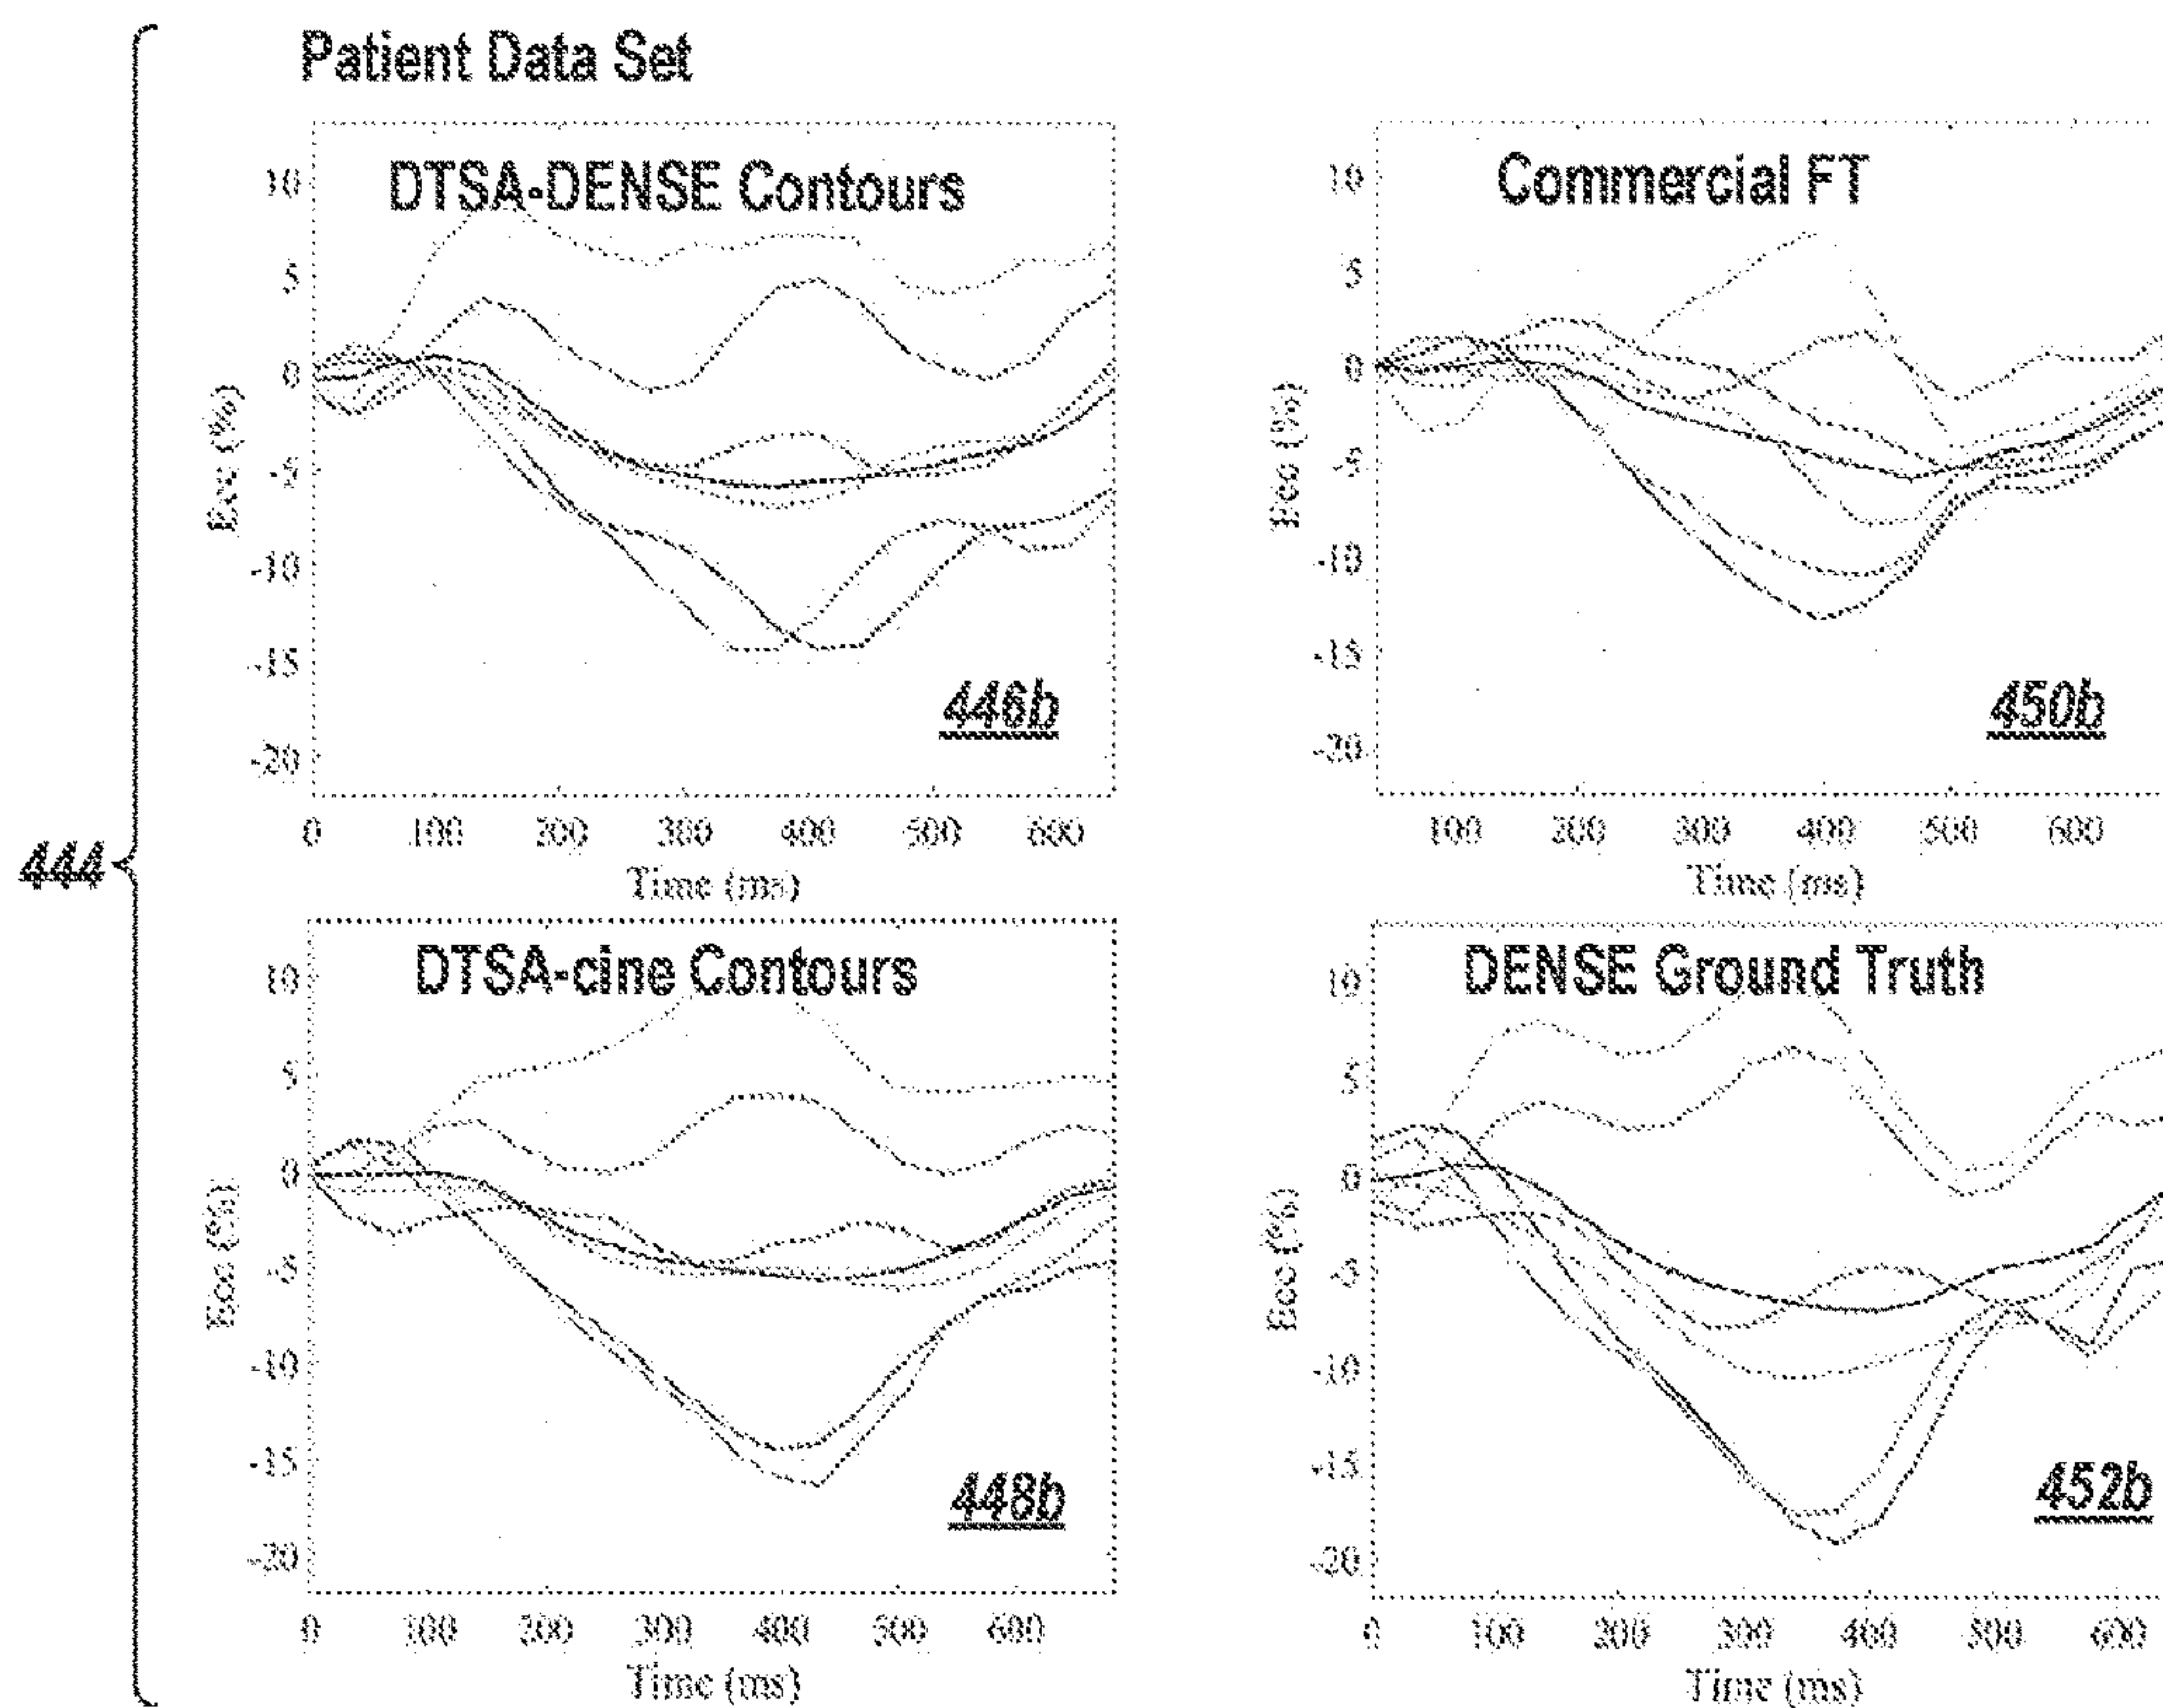 Patient Data Set
444
DTSA-DENSE Contours
10
5
0
-5
-10
-15
-20
Ecc (%)
446b
0 100 200 300 400 500 600
Time (ms)
Commercial FT
10
5
0
-5
-10
-15
-20
Ecc (%)
450b
100 200 300 400 500 600
Time (ms)
DTSA-cine Contours
10
5
0
-5
-10
-15
-20
Ecc (%)
448b
0 100 200 300 400 500 600
Time (ms)
DENSE Ground Truth
10
5
0
-5
-10
-15
-20
Ecc (%)
452b
0 100 200 300 400 500 600
Time (ms)